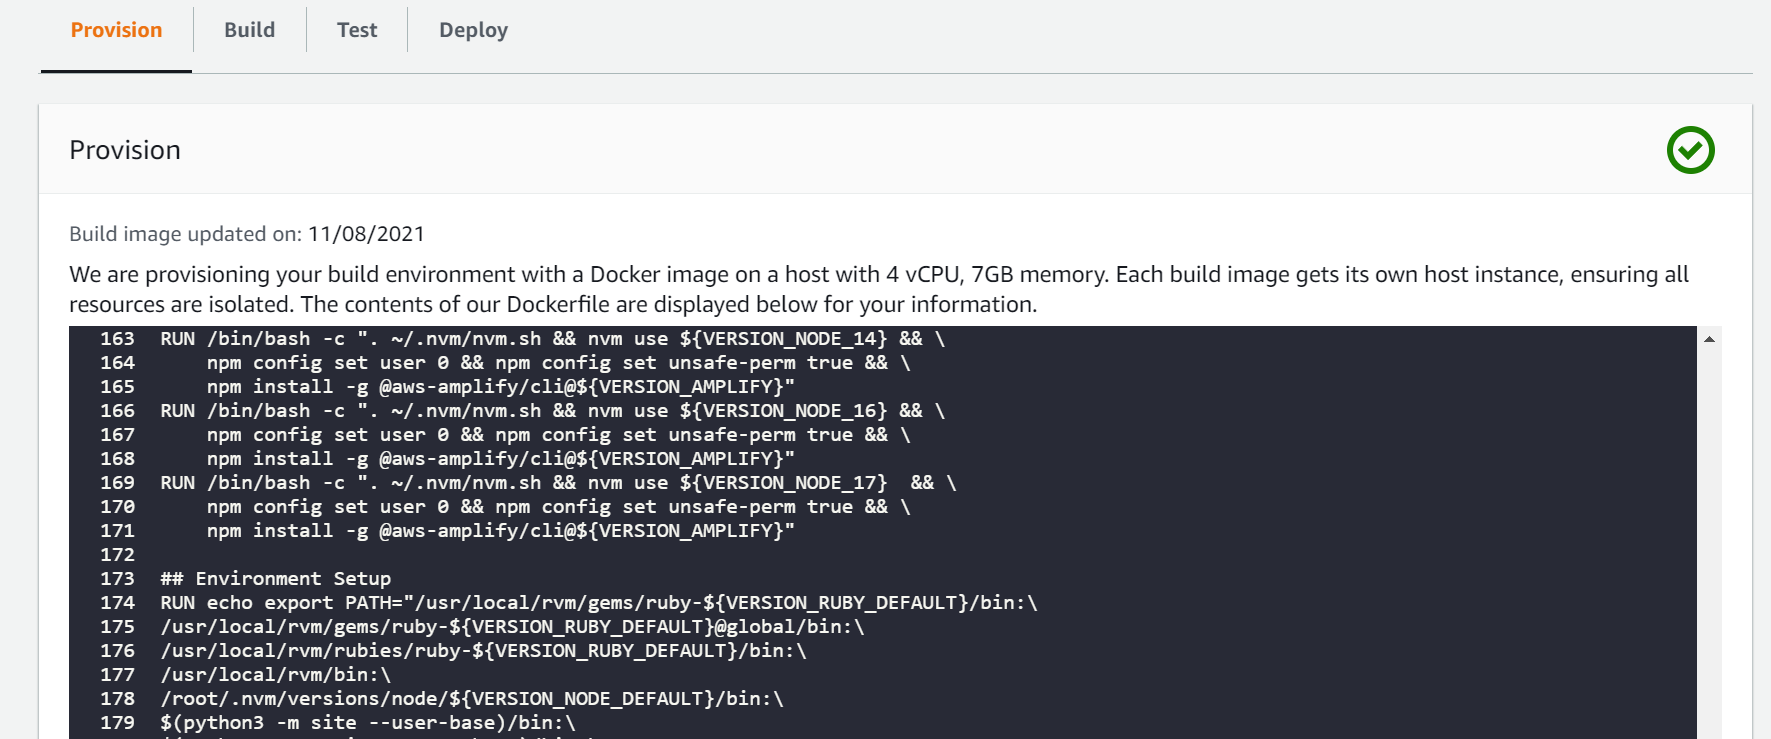 Provision
Build
Test
Deploy
Provision
Build image updated on: 11/08/2021
We are provisioning your build environment with a Docker image on a host with 4 vCPU, 7GB memory. Each build image gets its own host instance, ensuring all
resources are isolated. The contents of our Dockerfile are displayed below for your information.
163 RUN /bin/bash -c ". ~/.nvm/nvm.sh && nvm use ${VERSION_NODE_14} && \
164     npm config set user 0 && npm config set unsafe-perm true && \
165     npm install -g @aws-amplify/cli@${VERSION_AMPLIFY}"
166 RUN /bin/bash -c ". ~/.nvm/nvm.sh && nvm use ${VERSION_NODE_16} && \
167     npm config set user 0 && npm config set unsafe-perm true && \
168     npm install -g @aws-amplify/cli@${VERSION_AMPLIFY}"
169 RUN /bin/bash -c ". ~/.nvm/nvm.sh && nvm use ${VERSION_NODE_17}  && \
170     npm config set user 0 && npm config set unsafe-perm true && \
171     npm install -g @aws-amplify/cli@${VERSION_AMPLIFY}"
172
173 ## Environment Setup
174 RUN echo export PATH="/usr/local/rvm/gems/ruby-${VERSION_RUBY_DEFAULT}/bin:\
175 /usr/local/rvm/gems/ruby-${VERSION_RUBY_DEFAULT}@global/bin:\
176 /usr/local/rvm/rubies/ruby-${VERSION_RUBY_DEFAULT}/bin:\
177 /usr/local/rvm/bin:\
178 /root/.nvm/versions/node/${VERSION_NODE_DEFAULT}/bin:\
179 $(python3 -m site --user-base)/bin:\